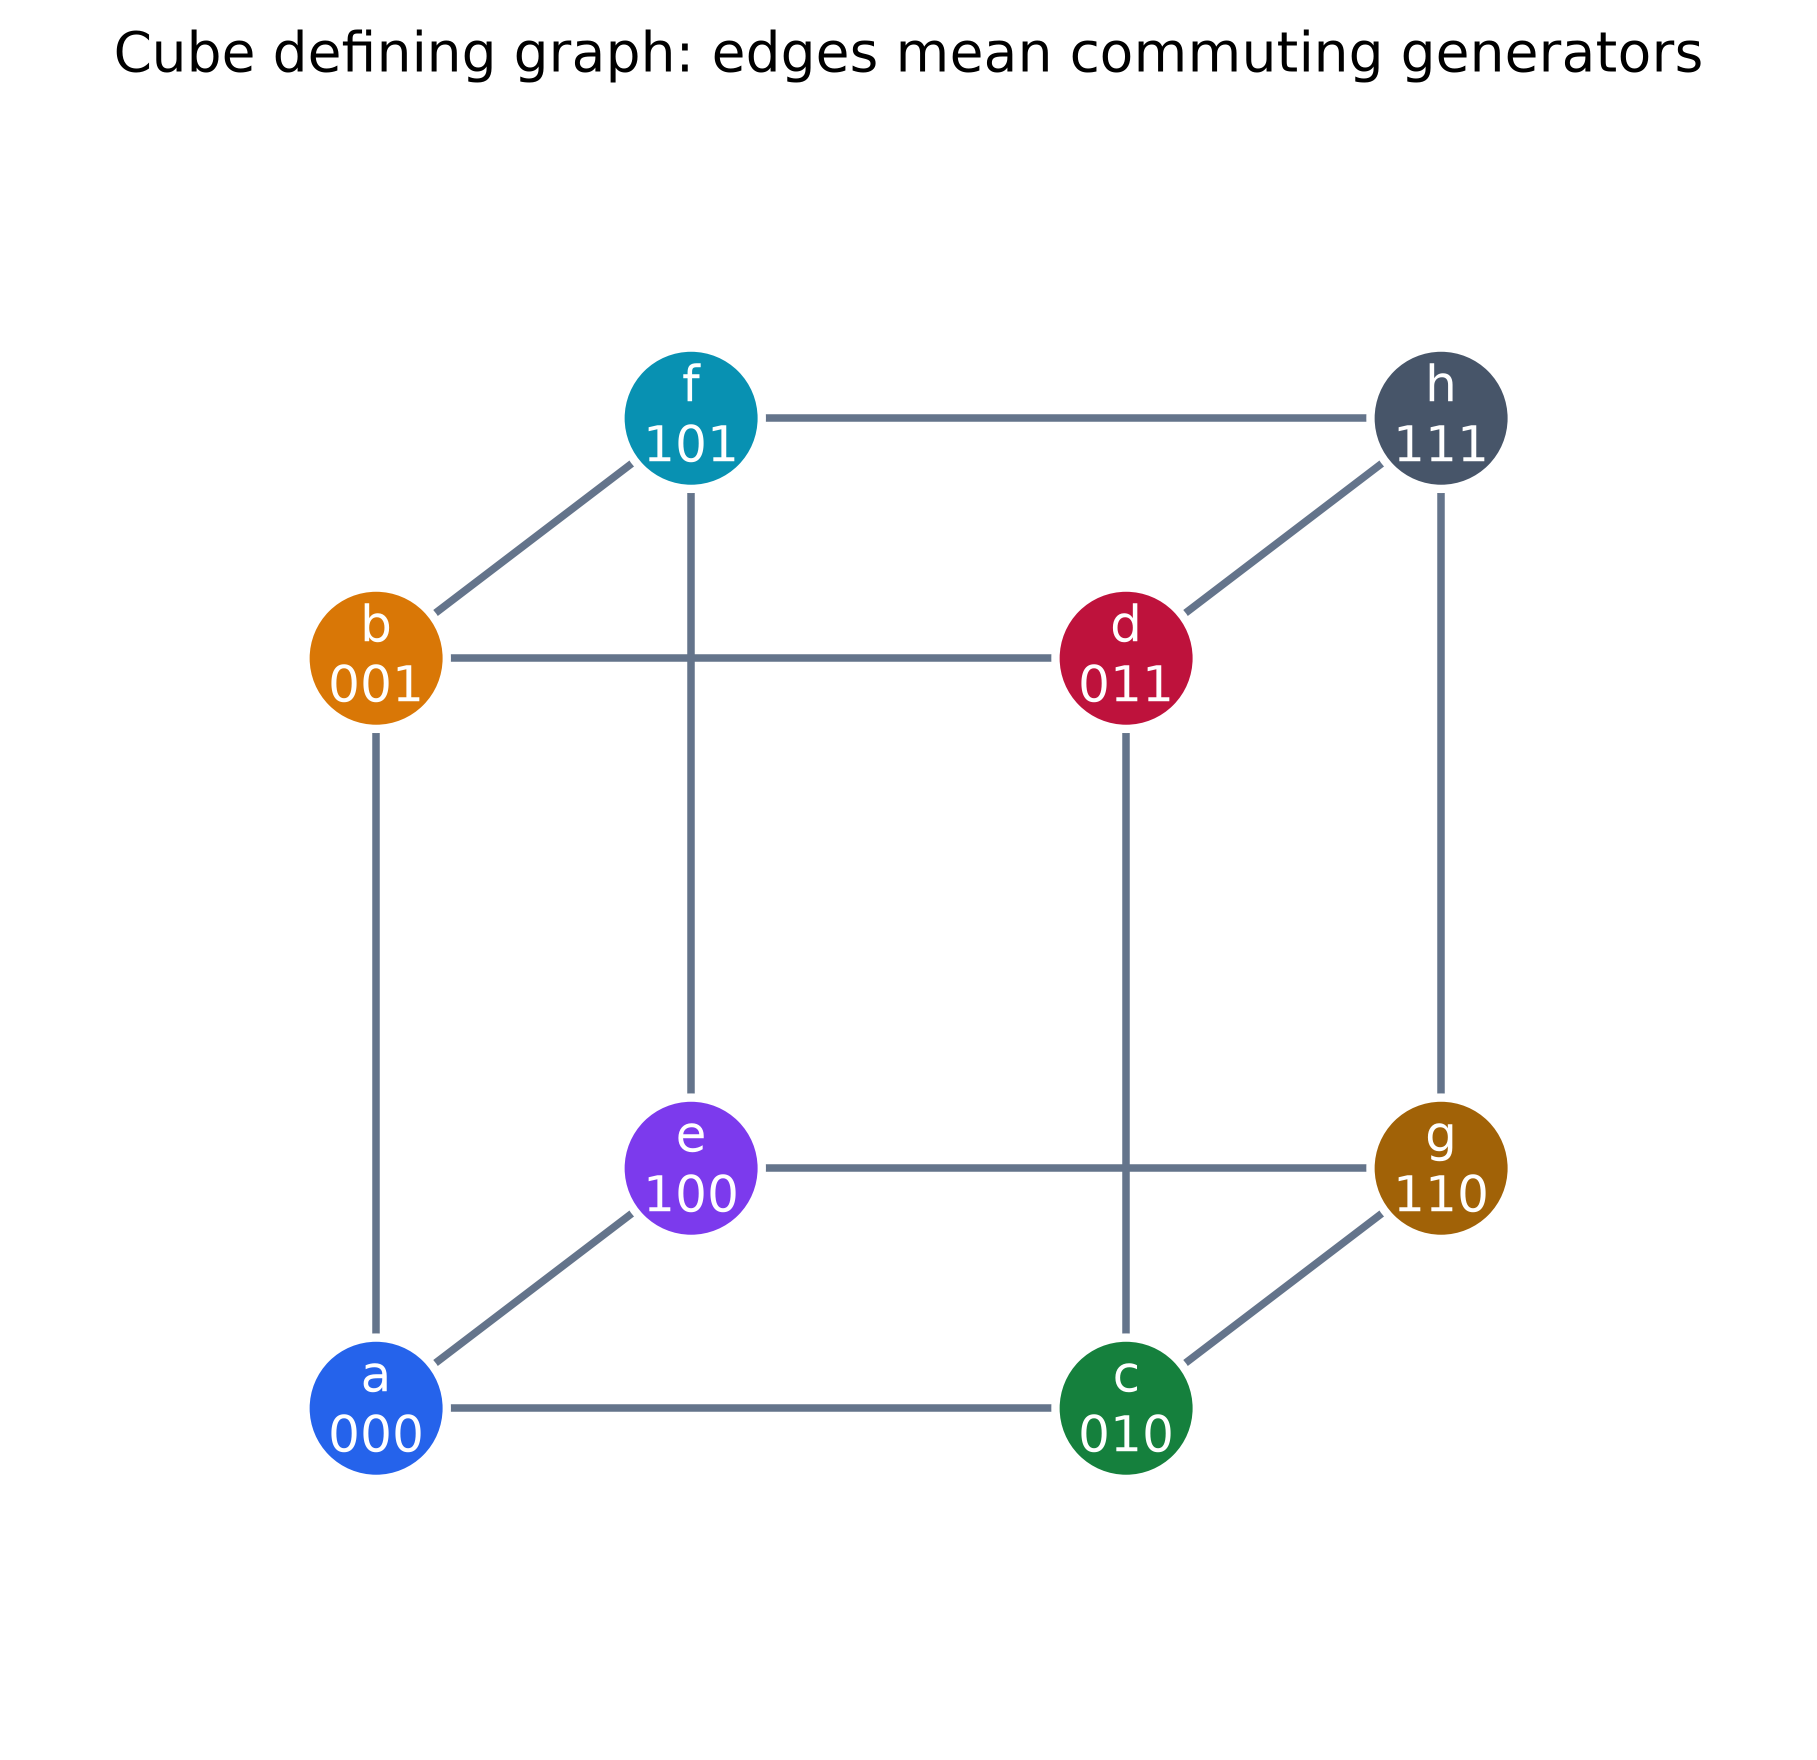 Cube defining graph: edges mean commuting generators
f
101
h
111
b
001
d
011
e
100
g
110
a
000
c
010